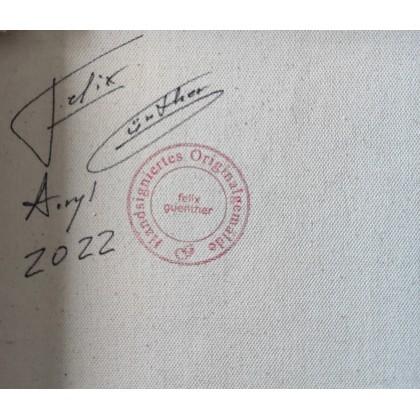 Felix
Günther
Acryl
2022
Handsigniertes Originalgemälde
felix
guenther